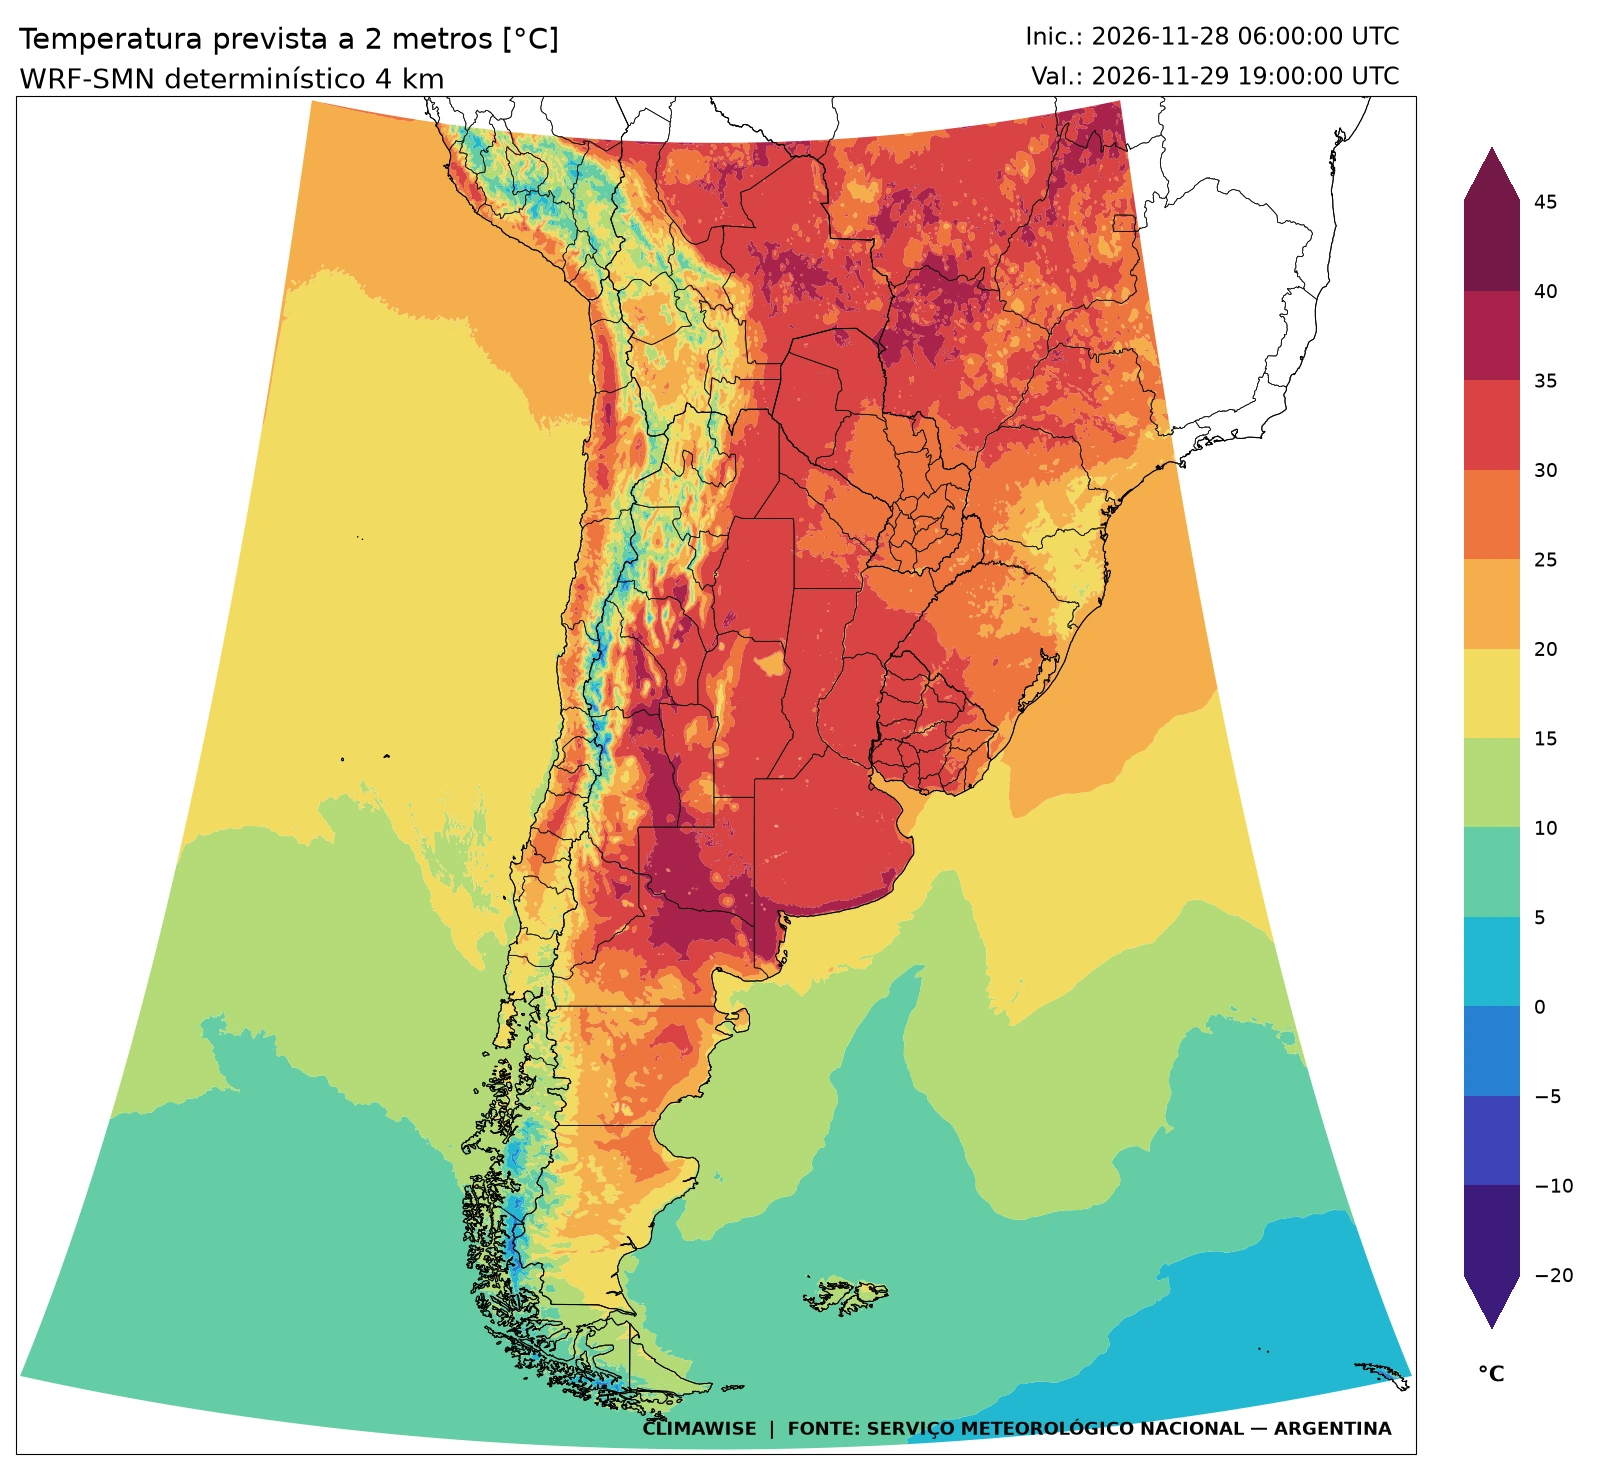 Temperatura prevista a 2 metros [°C]
WRF-SMN determinístico 4 km
Inic.: 2026-11-28 06:00:00 UTC
Val.: 2026-11-29 19:00:00 UTC
45
40
35
30
25
20
15
10
5
0
−5
−10
−20
°C
CLIMAWISE | FONTE: SERVIÇO METEOROLÓGICO NACIONAL — ARGENTINA